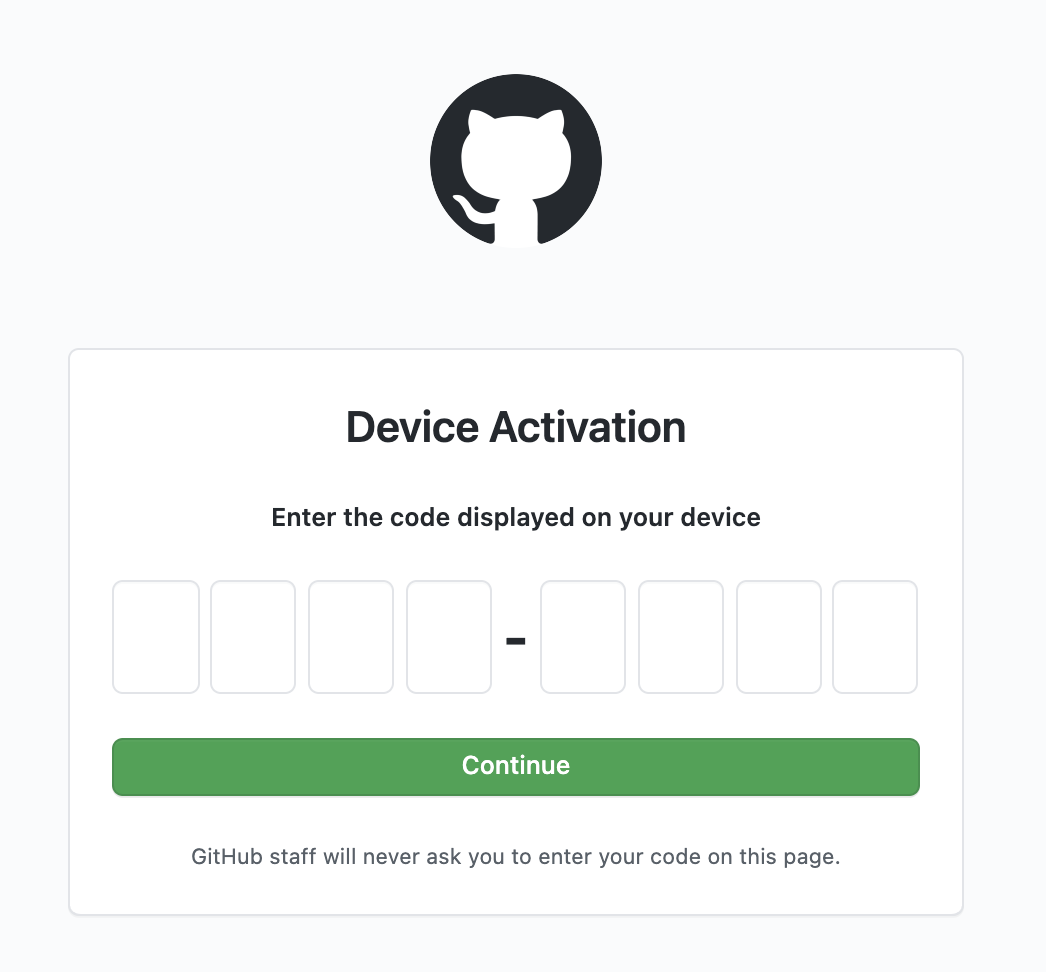 Device Activation
Enter the code displayed on your device
-
Continue
GitHub staff will never ask you to enter your code on this page.